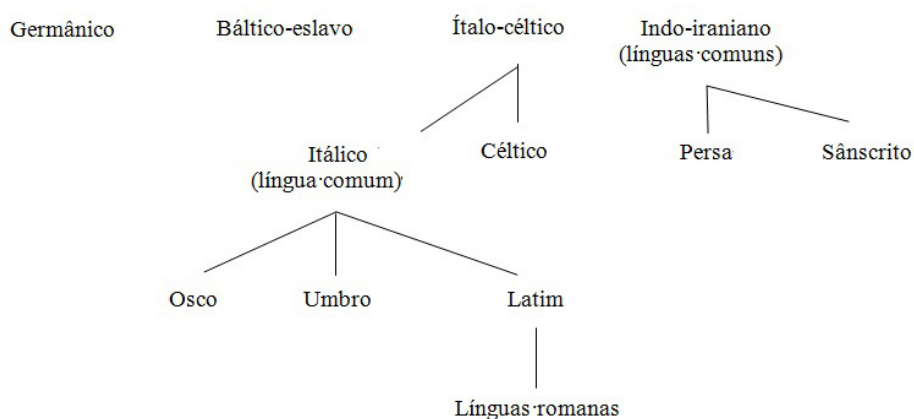 Germânico Báltico-eslavo Ítalo-céltico Indo-iraniano
(línguas·comuns)
Itálico Céltico Persa Sânscrito
(língua·comum)
Osco Umbro Latim
Línguas·romanas